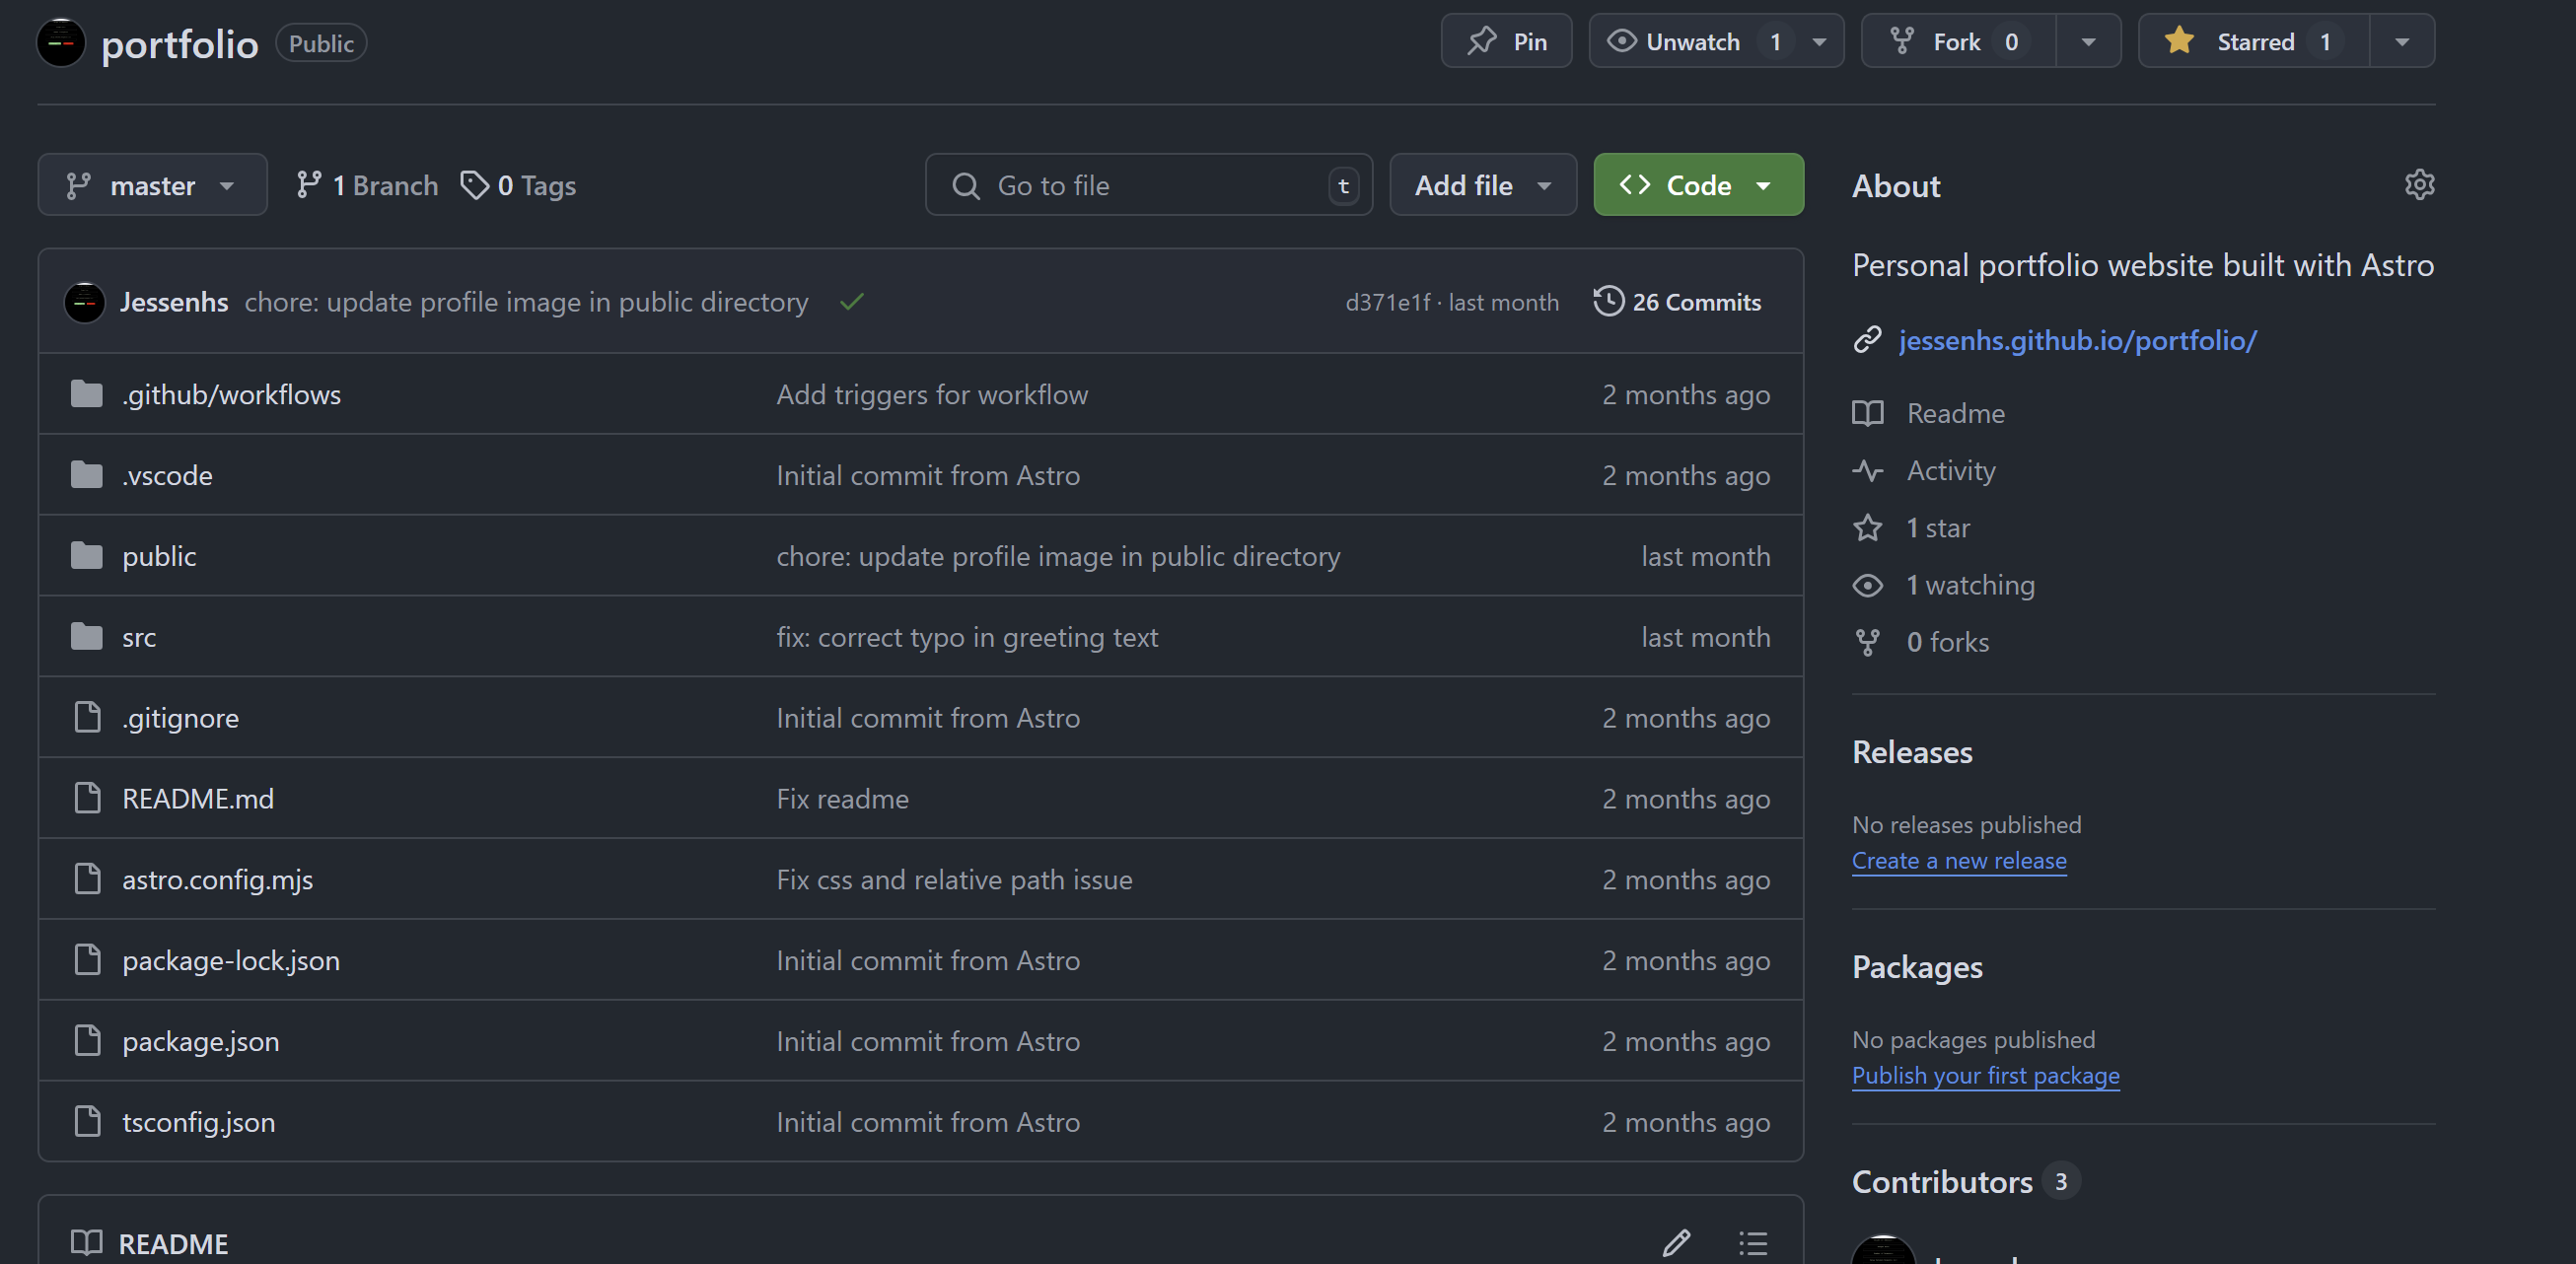 portfolio Public Pin Unwatch 1 Fork 0 Starred 1
master 1 Branch 0 Tags Go to file t Add file Code
Jessenhs chore: update profile image in public directory d371e1f · last month 26 Commits
.github/workflows Add triggers for workflow 2 months ago
.vscode Initial commit from Astro 2 months ago
public chore: update profile image in public directory last month
src fix: correct typo in greeting text last month
.gitignore Initial commit from Astro 2 months ago
README.md Fix readme 2 months ago
astro.config.mjs Fix css and relative path issue 2 months ago
package-lock.json Initial commit from Astro 2 months ago
package.json Initial commit from Astro 2 months ago
tsconfig.json Initial commit from Astro 2 months ago
README
About
Personal portfolio website built with Astro
jessenhs.github.io/portfolio/
Readme
Activity
1 star
1 watching
0 forks
Releases
No releases published
Create a new release
Packages
No packages published
Publish your first package
Contributors 3